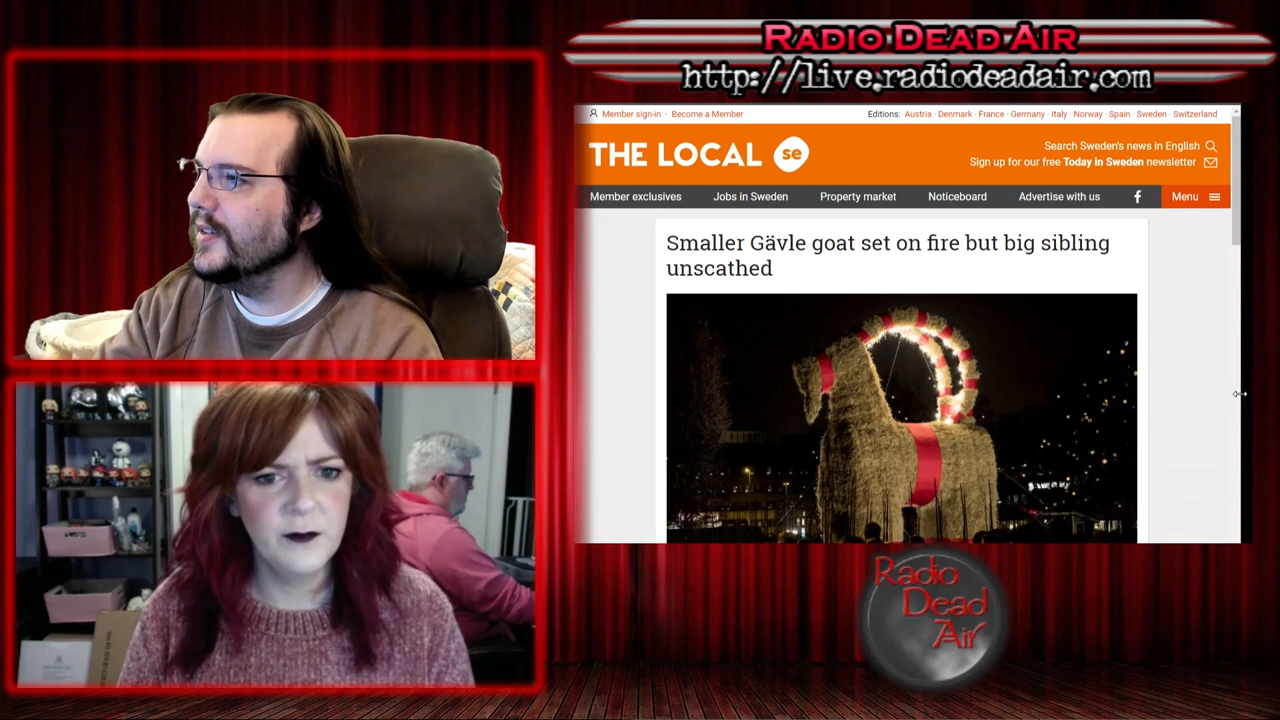 RADIO DEAD AIR
http://live.radiodeadair.com
Member sign-in · Become a Member
Editions: Austria · Denmark · France · Germany · Italy · Norway · Spain · Sweden · Switzerland
THE LOCAL se
Search Sweden's news in English
Sign up for our free Today in Sweden newsletter
Member exclusives Jobs in Sweden Property market Noticeboard Advertise with us f Menu
Smaller Gävle goat set on fire but big sibling
unscathed
Radio
Dead
Air